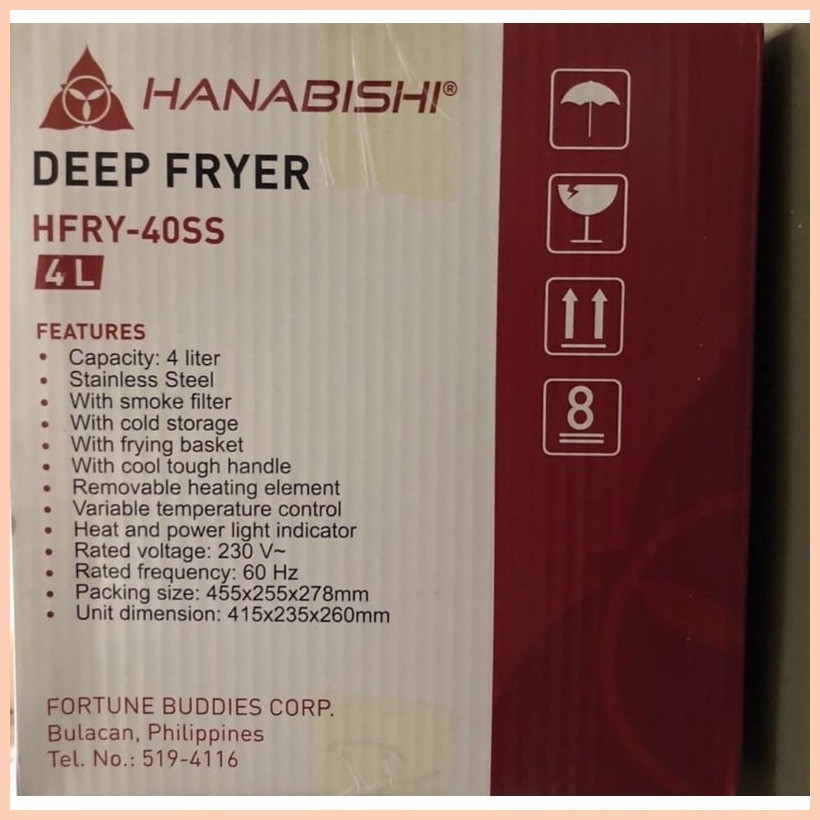 HANABISHI®
DEEP FRYER
HFRY-40SS
4 L
FEATURES
• Capacity: 4 liter
• Stainless Steel
• With smoke filter
• With cold storage
• With frying basket
• With cool tough handle
• Removable heating element
• Variable temperature control
• Heat and power light indicator
• Rated voltage: 230 V~
• Rated frequency: 60 Hz
• Packing size: 455x255x278mm
• Unit dimension: 415x235x260mm
FORTUNE BUDDIES CORP.
Bulacan, Philippines
Tel. No.: 519-4116
8